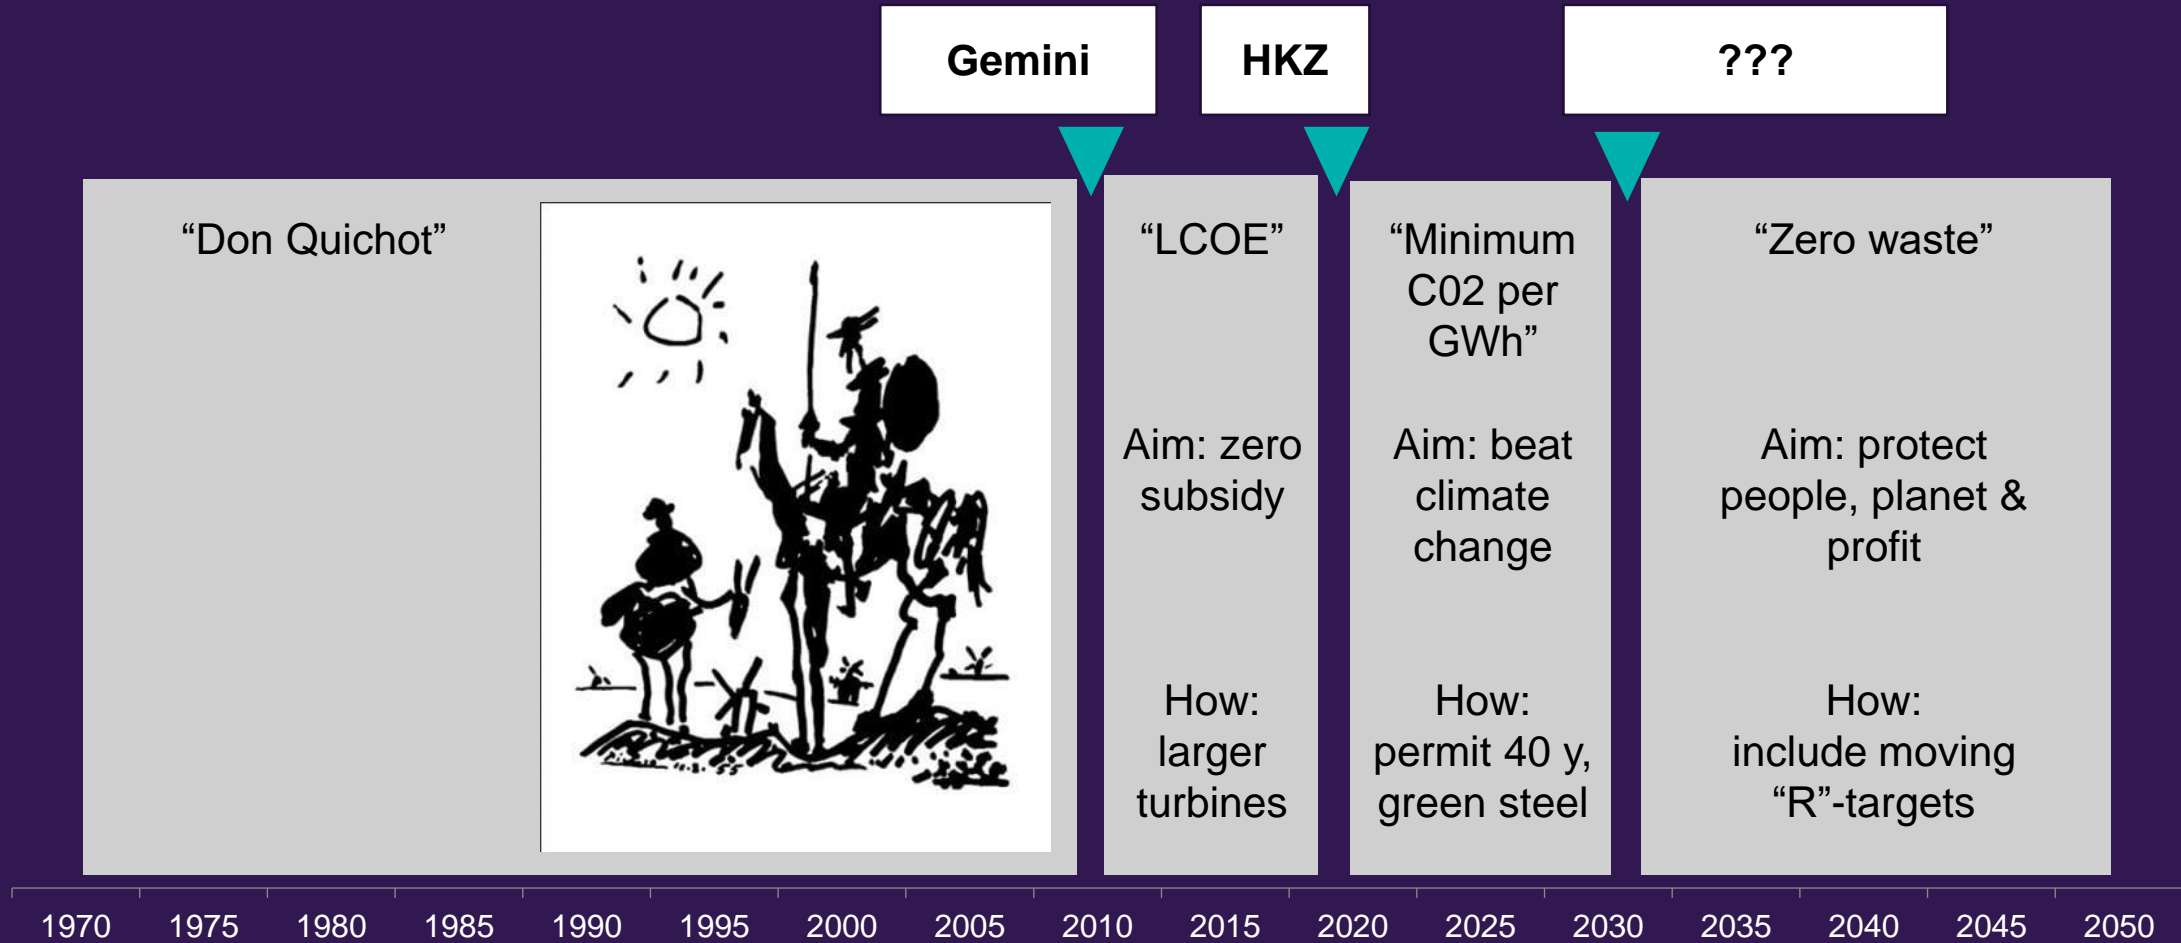 Gemini
HKZ
???
“Don Quichot”
“LCOE”
Aim: zero
subsidy
How:
larger
turbines
“Minimum
C02 per
GWh”
Aim: beat
climate
change
How:
permit 40 y,
green steel
“Zero waste”
Aim: protect
people, planet &
profit
How:
include moving
“R”-targets
1970 1975 1980 1985 1990 1995 2000 2005 2010 2015 2020 2025 2030 2035 2040 2045 2050